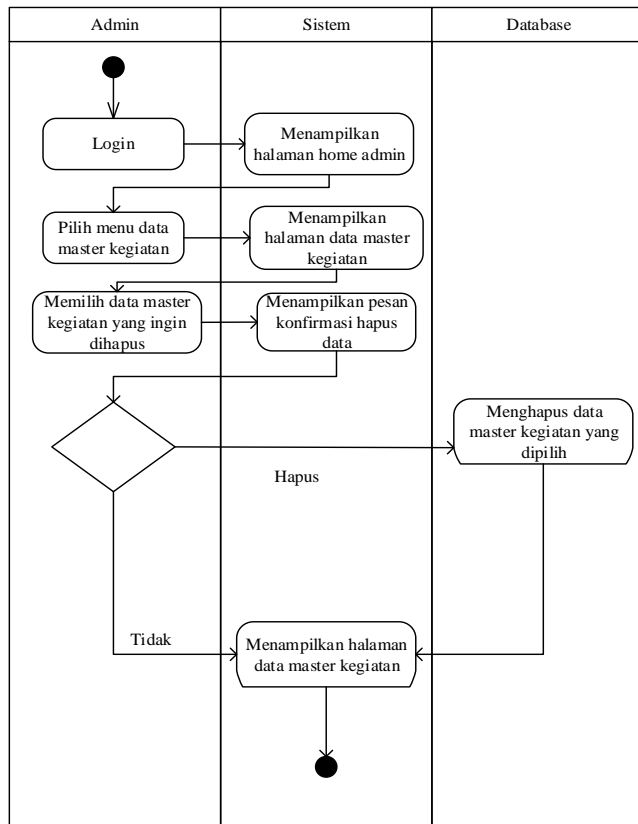 Admin
Sistem
Database
Login
Menampilkan
halaman home admin
Pilih menu data
master kegiatan
Menampilkan
halaman data master
kegiatan
Memilih data master
kegiatan yang ingin
dihapus
Menampilkan pesan
konfirmasi hapus
data
Menghapus data
master kegiatan yang
dipilih
Hapus
Tidak
Menampilkan halaman
data master kegiatan